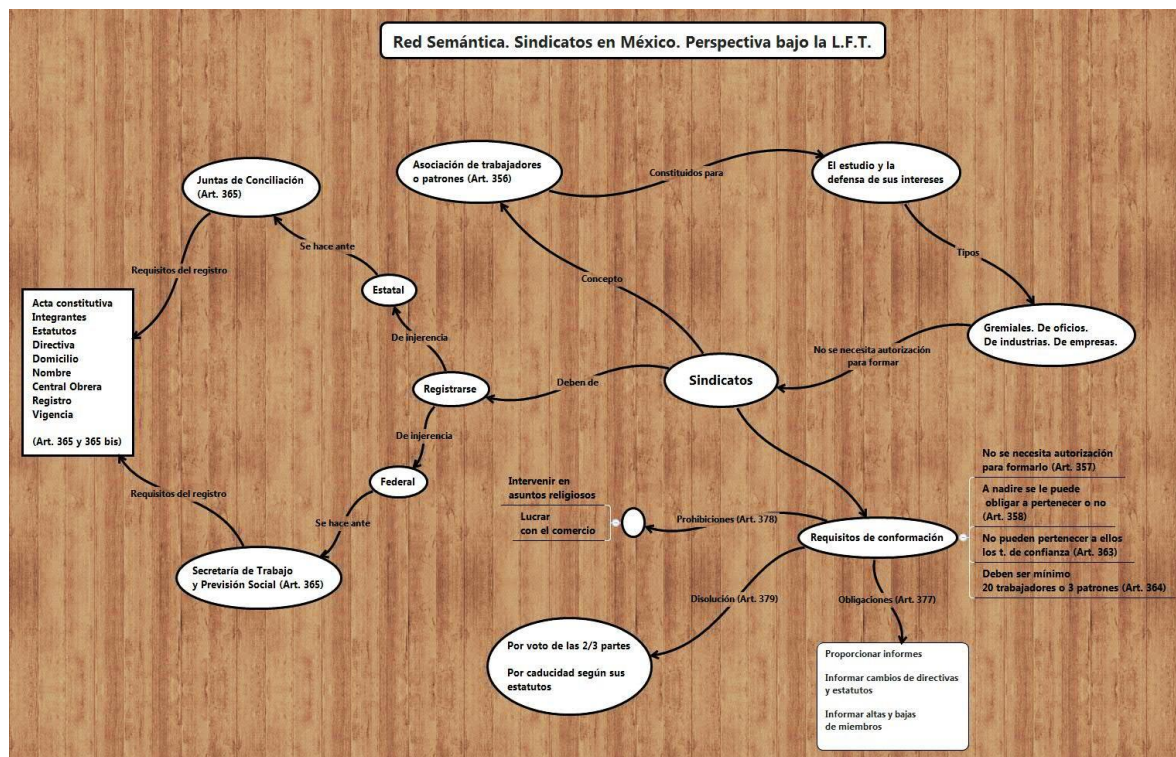 Red Semántica. Sindicatos en México. Perspectiva bajo la L.F.T.
Asociación de trabajadores
o patrones (Art. 356)
Constituidos para
El estudio y la
defensa de sus intereses
Juntas de Conciliación
(Art. 365)
Se hace ante
Tipos
Requisitos del registro
Concepto
Estatal
Acta constitutiva
Integrantes
Estatutos
Directiva
Domicilio
Nombre
Central Obrera
Registro
Vigencia
(Art. 365 y 365 bis)
De injerencia
Gremiales. De oficios.
De industrias. De empresas.
No se necesita autorización
para formar
Sindicatos
Deben de
Registrarse
De injerencia
Federal
Requisitos del registro
Se hace ante
Secretaría de Trabajo
y Previsión Social (Art. 365)
Intervenir en
asuntos religiosos
Lucrar
con el comercio
Prohibiciones (Art. 378)
Requisitos de conformación
No se necesita autorización
para formarlo (Art. 357)
A nadire se le puede
obligar a pertenecer o no
(Art. 358)
No pueden pertenecer a ellos
los t. de confianza (Art. 363)
Deben ser mínimo
20 trabajadores o 3 patrones (Art. 364)
Disolución (Art. 379)
Obligaciones (Art. 377)
Por voto de las 2/3 partes
Por caducidad según sus
estatutos
Proporcionar informes
Informar cambios de directivas
y estatutos
Informar altas y bajas
de miembros